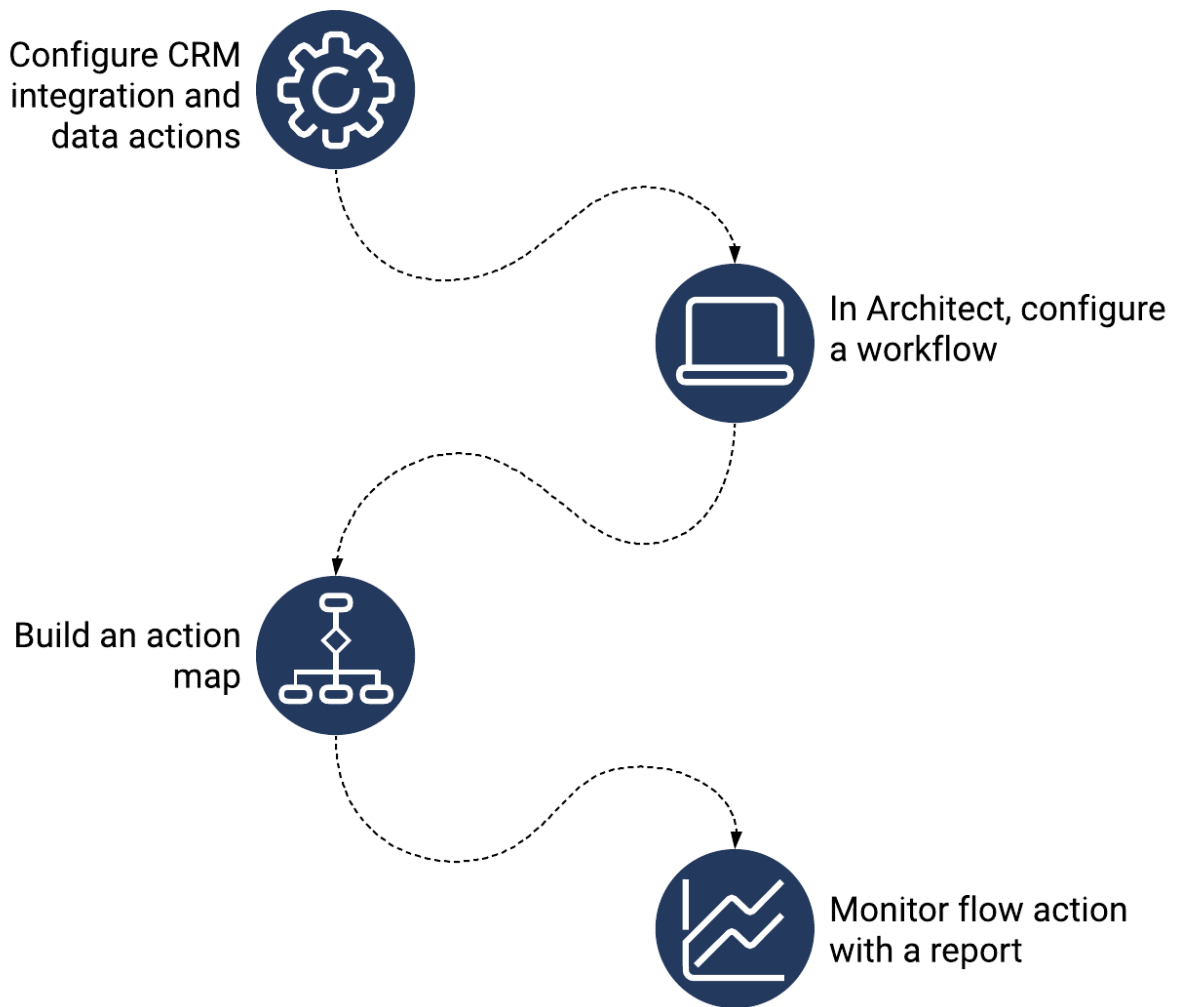 Configure CRM
integration and
data actions
In Architect, configure
a workflow
Build an action
map
Monitor flow action
with a report